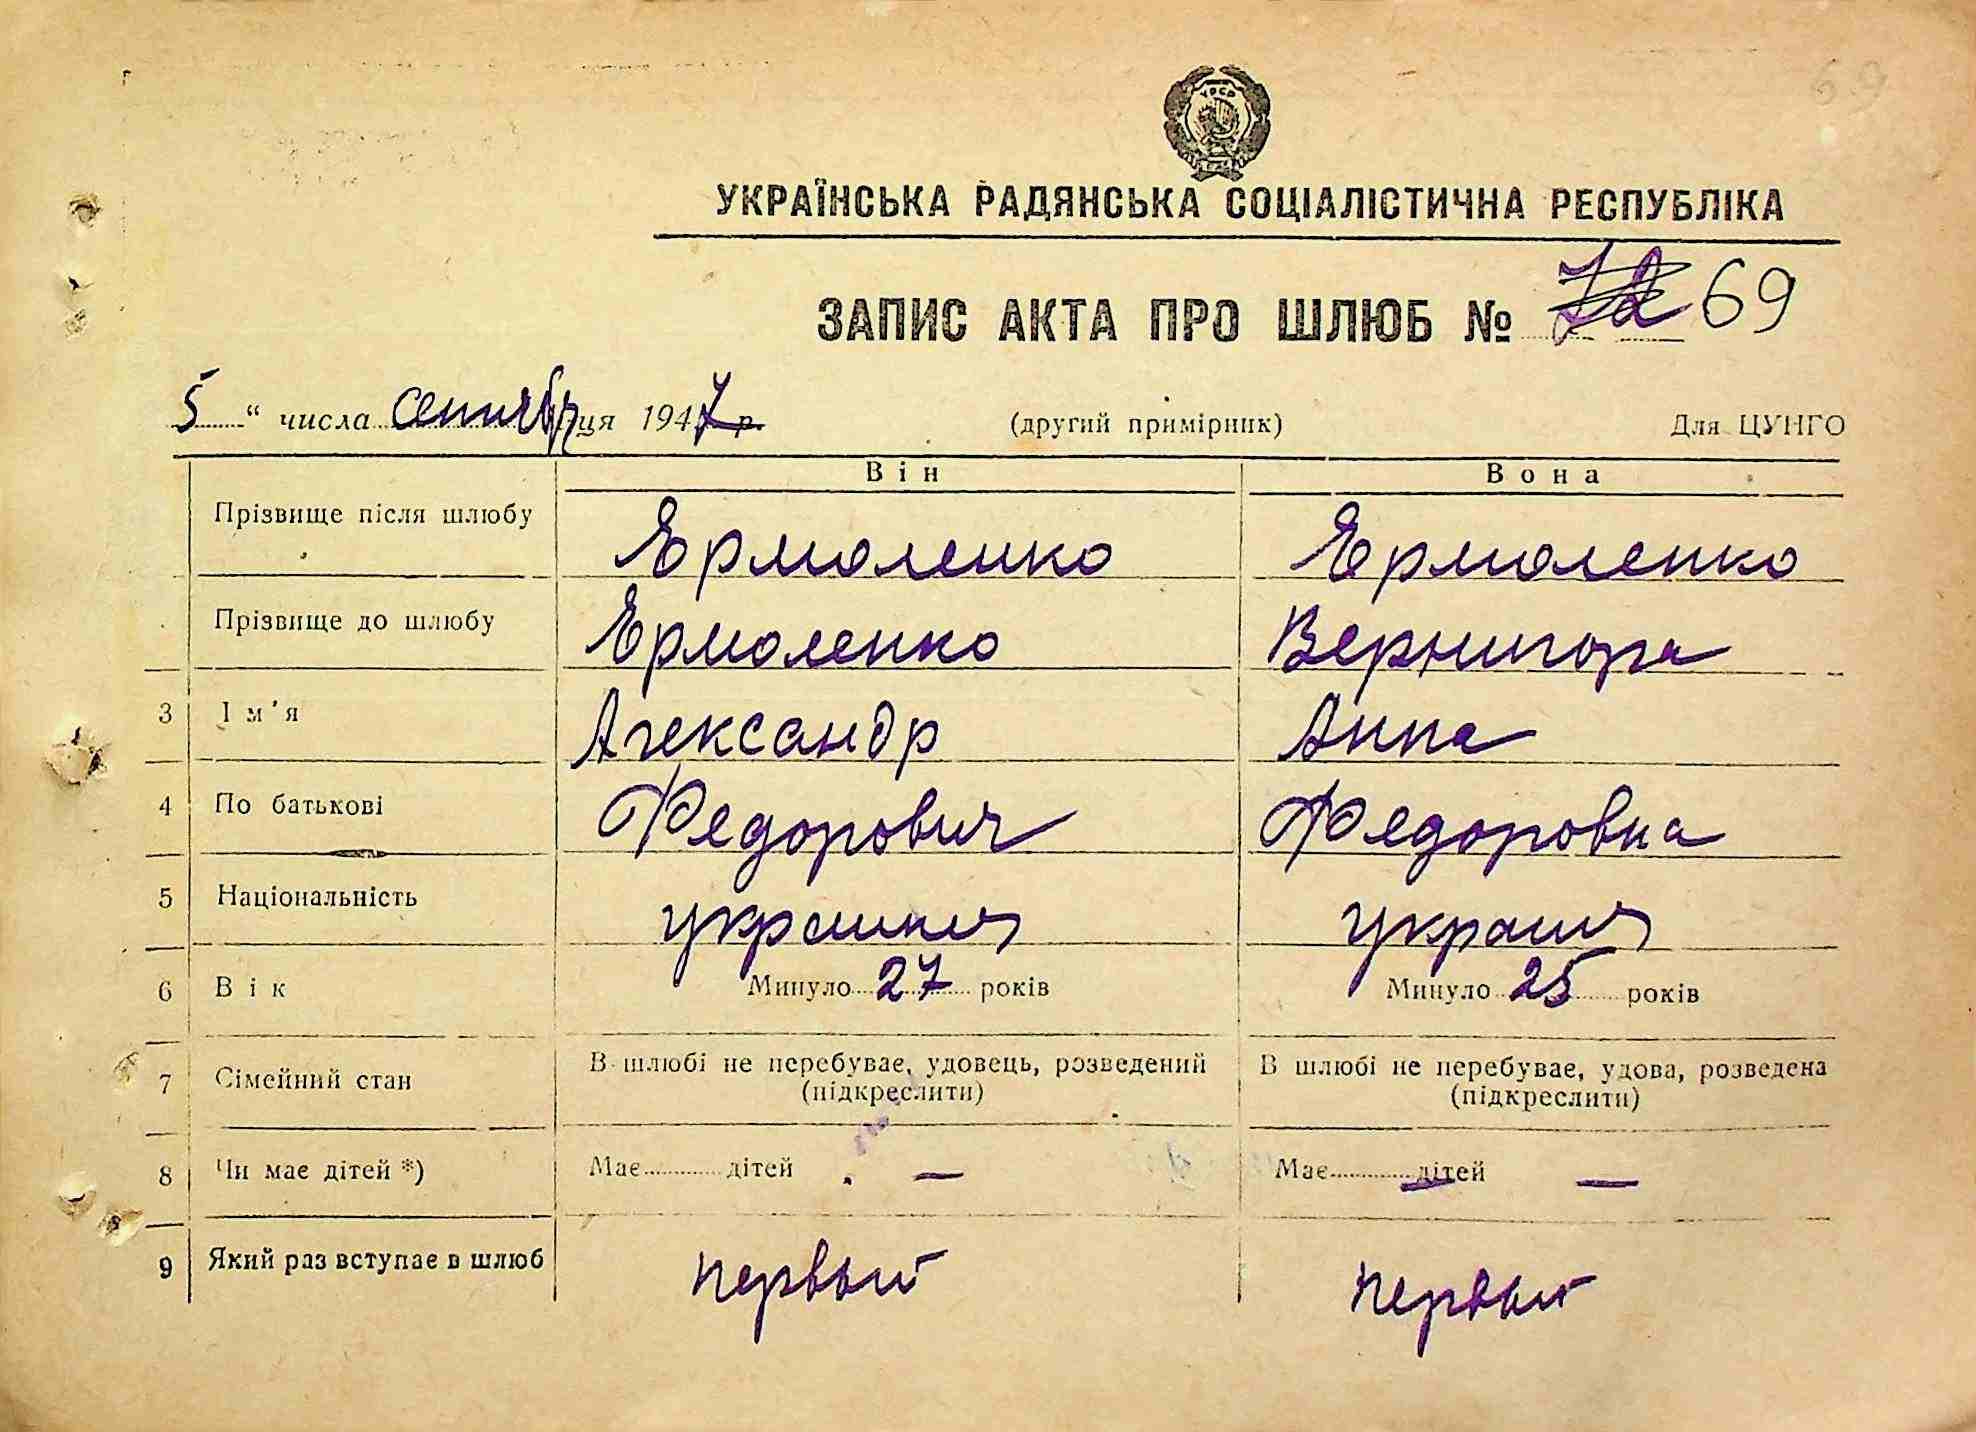 69
УРСР
УКРАЇНСЬКА РАДЯНСЬКА СОЦІАЛІСТИЧНА РЕСПУБЛІКА
ЗАПИС АКТА ПРО ШЛЮБ № 72 69
5 “ числа сентябр ця 1947 р.
(другий примірник)
Для ЦУНГО
Він Вона
Прізвище після шлюбу Ермоленко Ермоленко
Прізвище до шлюбу Ермоленко Вернигора
3 Ім'я Александр Анна
4 По батькові Федорович Федоровна
5 Національність
6 Вік Минуло 27 років Минуло 25 років
7 Сімейний стан В шлюбі не перебуває, удовець, розведений (підкреслити) В шлюбі не перебуває, удова, розведена (підкреслити)
8 Чи має дітей *) Має дітей — Має дітей —
9 Який раз вступає в шлюб первый первый